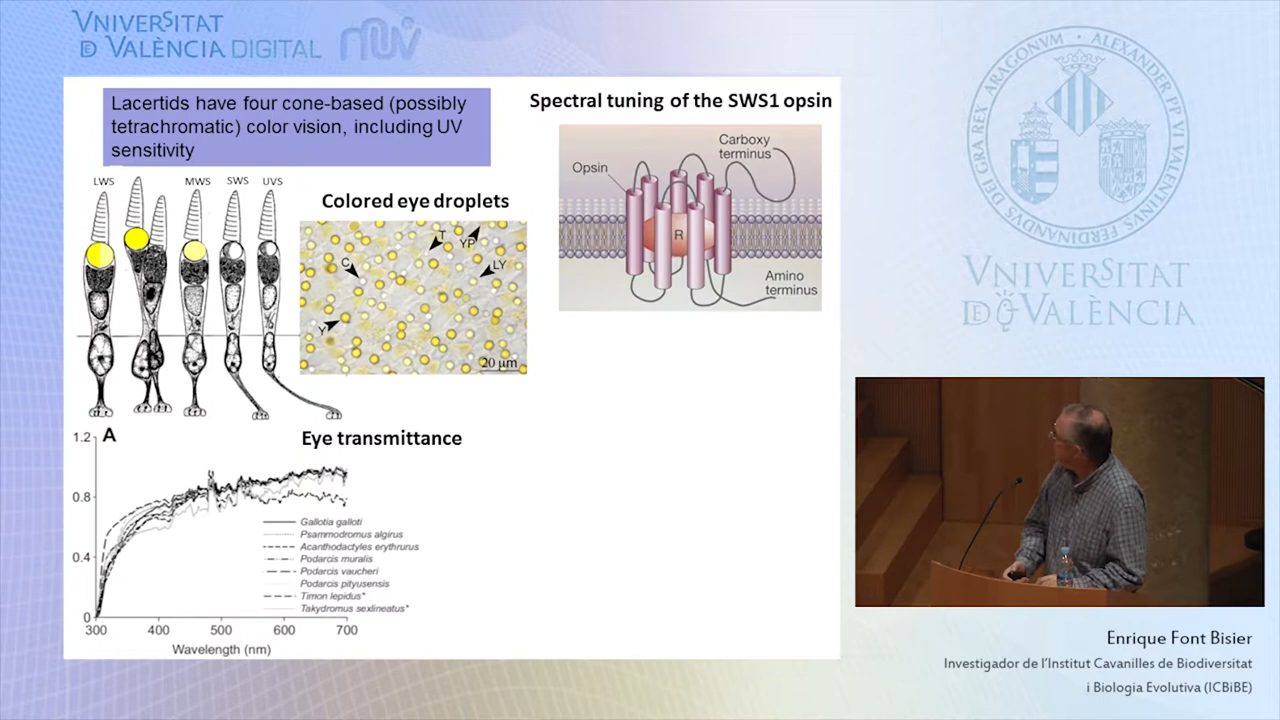 VNIVERSITAT
DE VALÈNCIA DIGITAL
Lacertids have four cone-based (possibly
tetrachromatic) color vision, including UV
sensitivity
LWS
MWS
SWS
UVS
Colored eye droplets
T
YP
C
LY
Y
20 µm
Spectral tuning of the SWS1 opsin
Carboxy
terminus
Opsin
R
Amino
terminus
A
Eye transmittance
1.2
0.8
0.4
0
300
400
500
600
700
Wavelength (nm)
Gallotia galloti
Psammodromus algirus
Acanthodactyles erythrurus
Podarcis muralis
Podarcis vaucheri
Podarcis pityusensis
Timon lepidus*
Takydromus sexlineatus*
VNIVERSITAT
DE VALÈNCIA
Enrique Font Bisier
Investigador de l'Institut Cavanilles de Biodiversitat
i Biologia Evolutiva (ICBiBE)